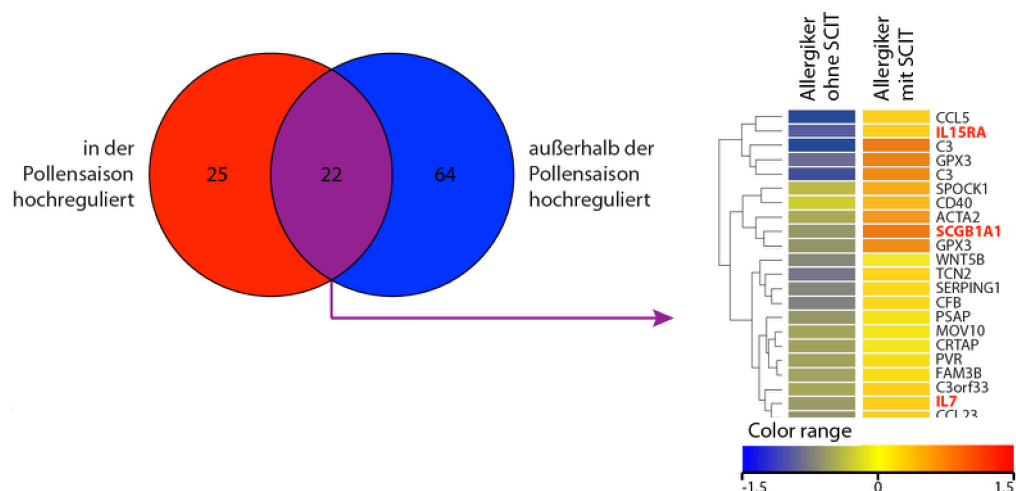 in der
Pollensaison
hochreguliert
25
22
64
außerhalb der
Pollensaison
hochreguliert
Allergiker
ohne SCIT
Allergiker
mit SCIT
CCL5
IL15RA
C3
GPX3
C3
SPOCK1
CD40
ACTA2
SCGB1A1
GPX3
WNT5B
TCN2
SERPING1
CFB
PSAP
MOV10
CRTAP
PVR
FAM3B
C3orf33
IL7
CCL23
Color range
-1.5
0
1.5